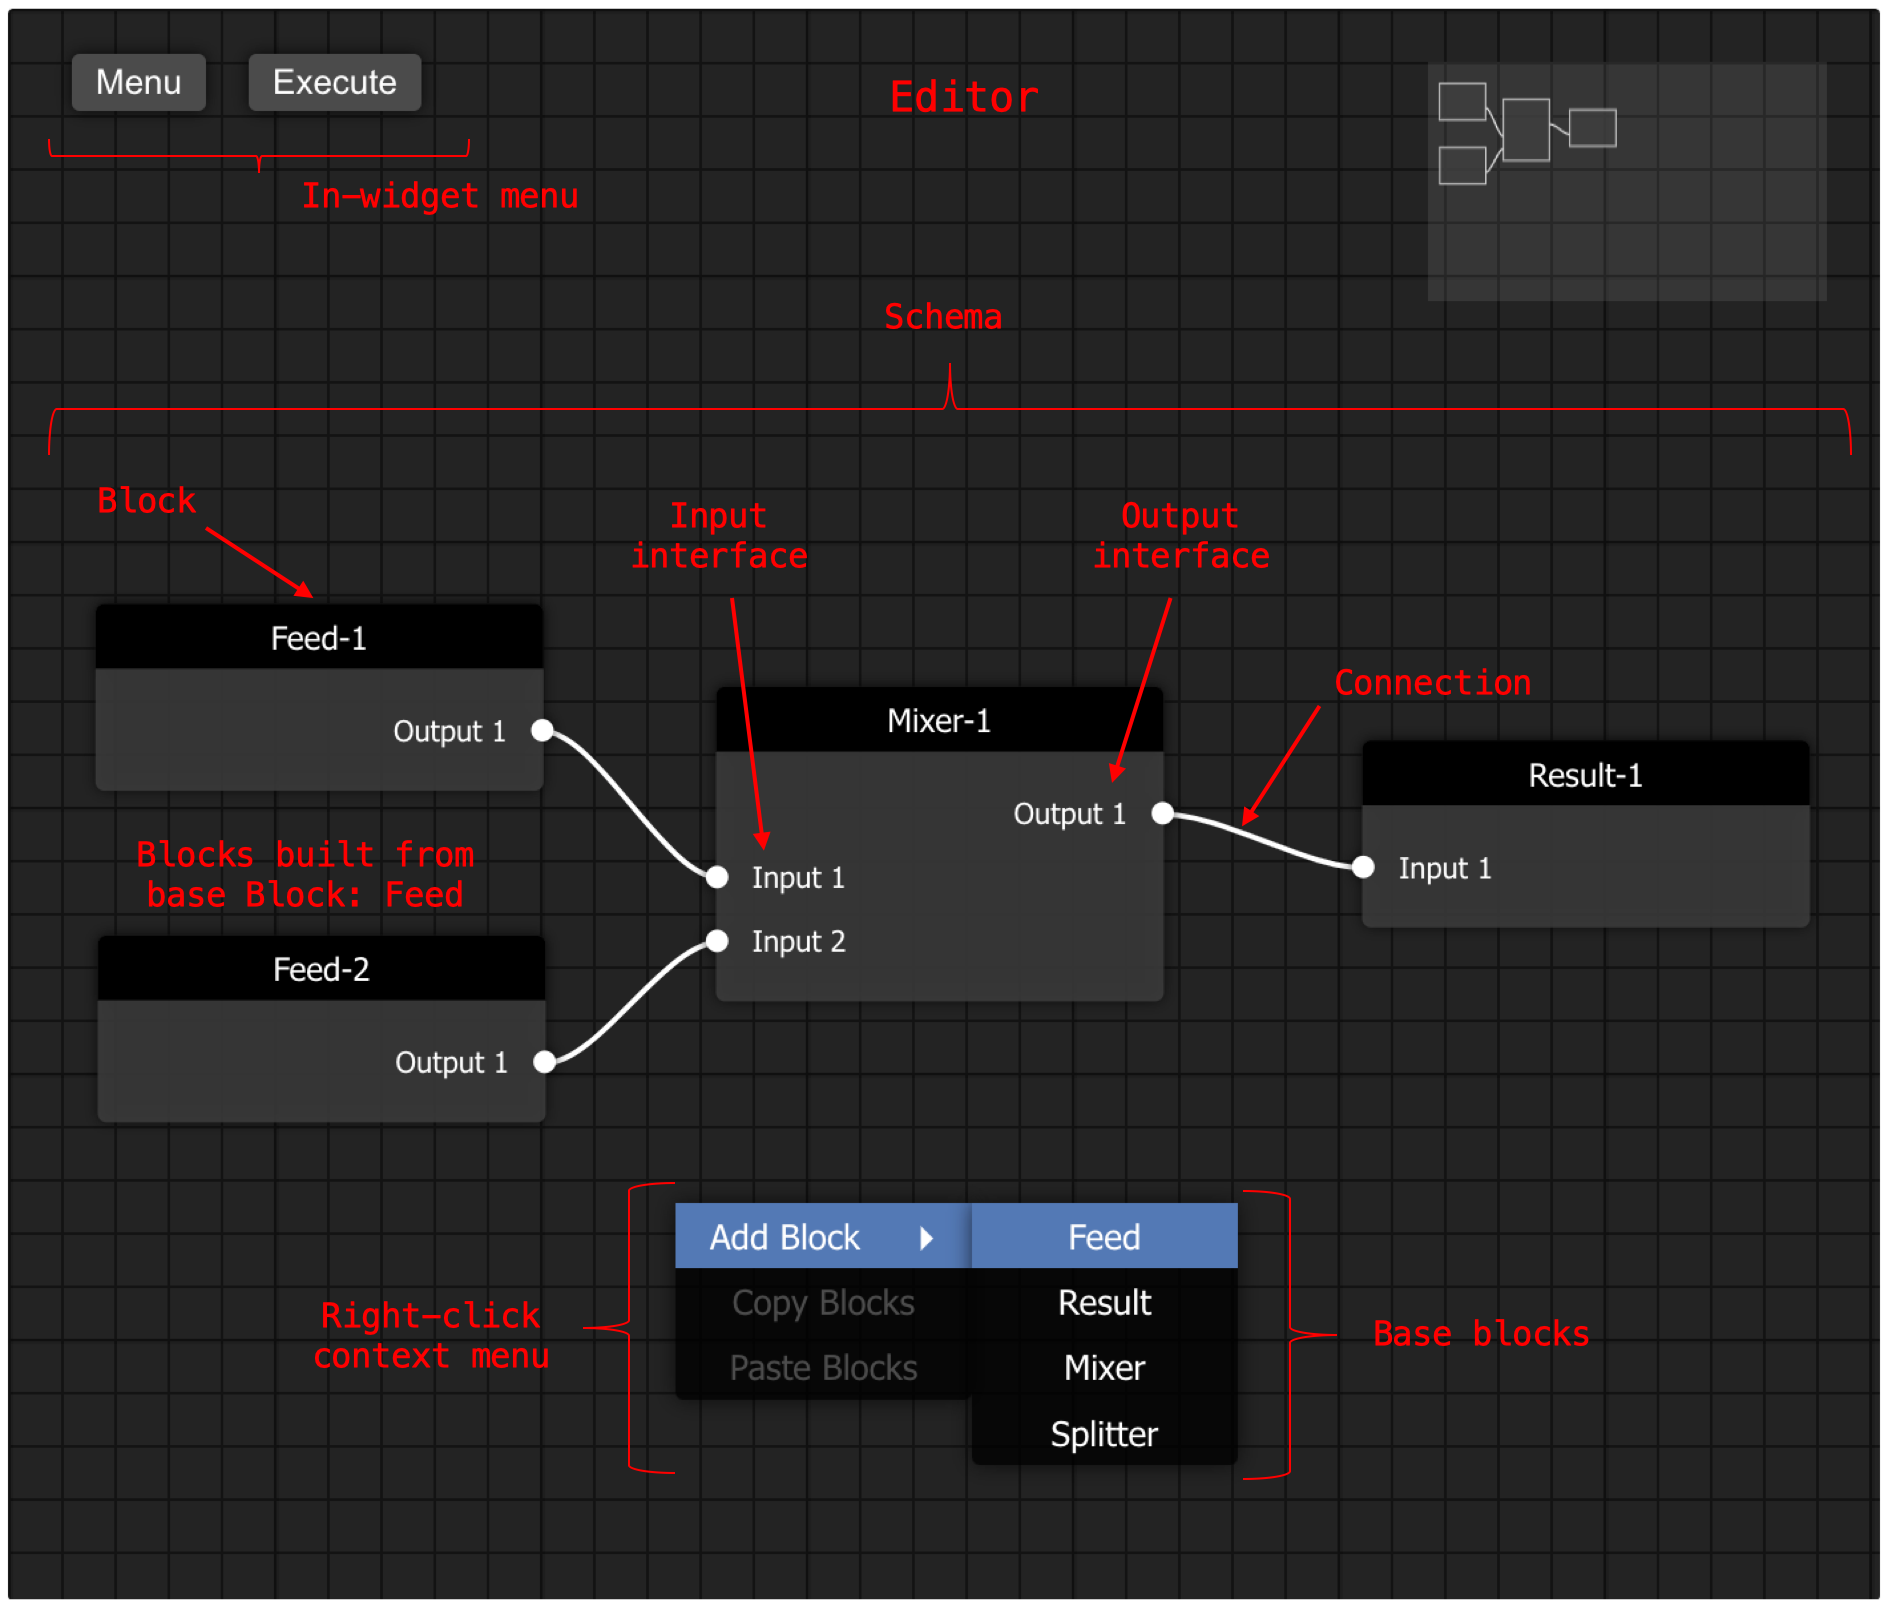 Menu
Execute
Editor
In-widget menu
Schema
Block
Input
interface
Output
interface
Feed-1
Output 1
Connection
Mixer-1
Output 1
Input 1
Input 2
Result-1
Input 1
Blocks built from
base Block: Feed
Feed-2
Output 1
Add Block
Copy Blocks
Paste Blocks
Feed
Result
Mixer
Splitter
Right-click
context menu
Base blocks